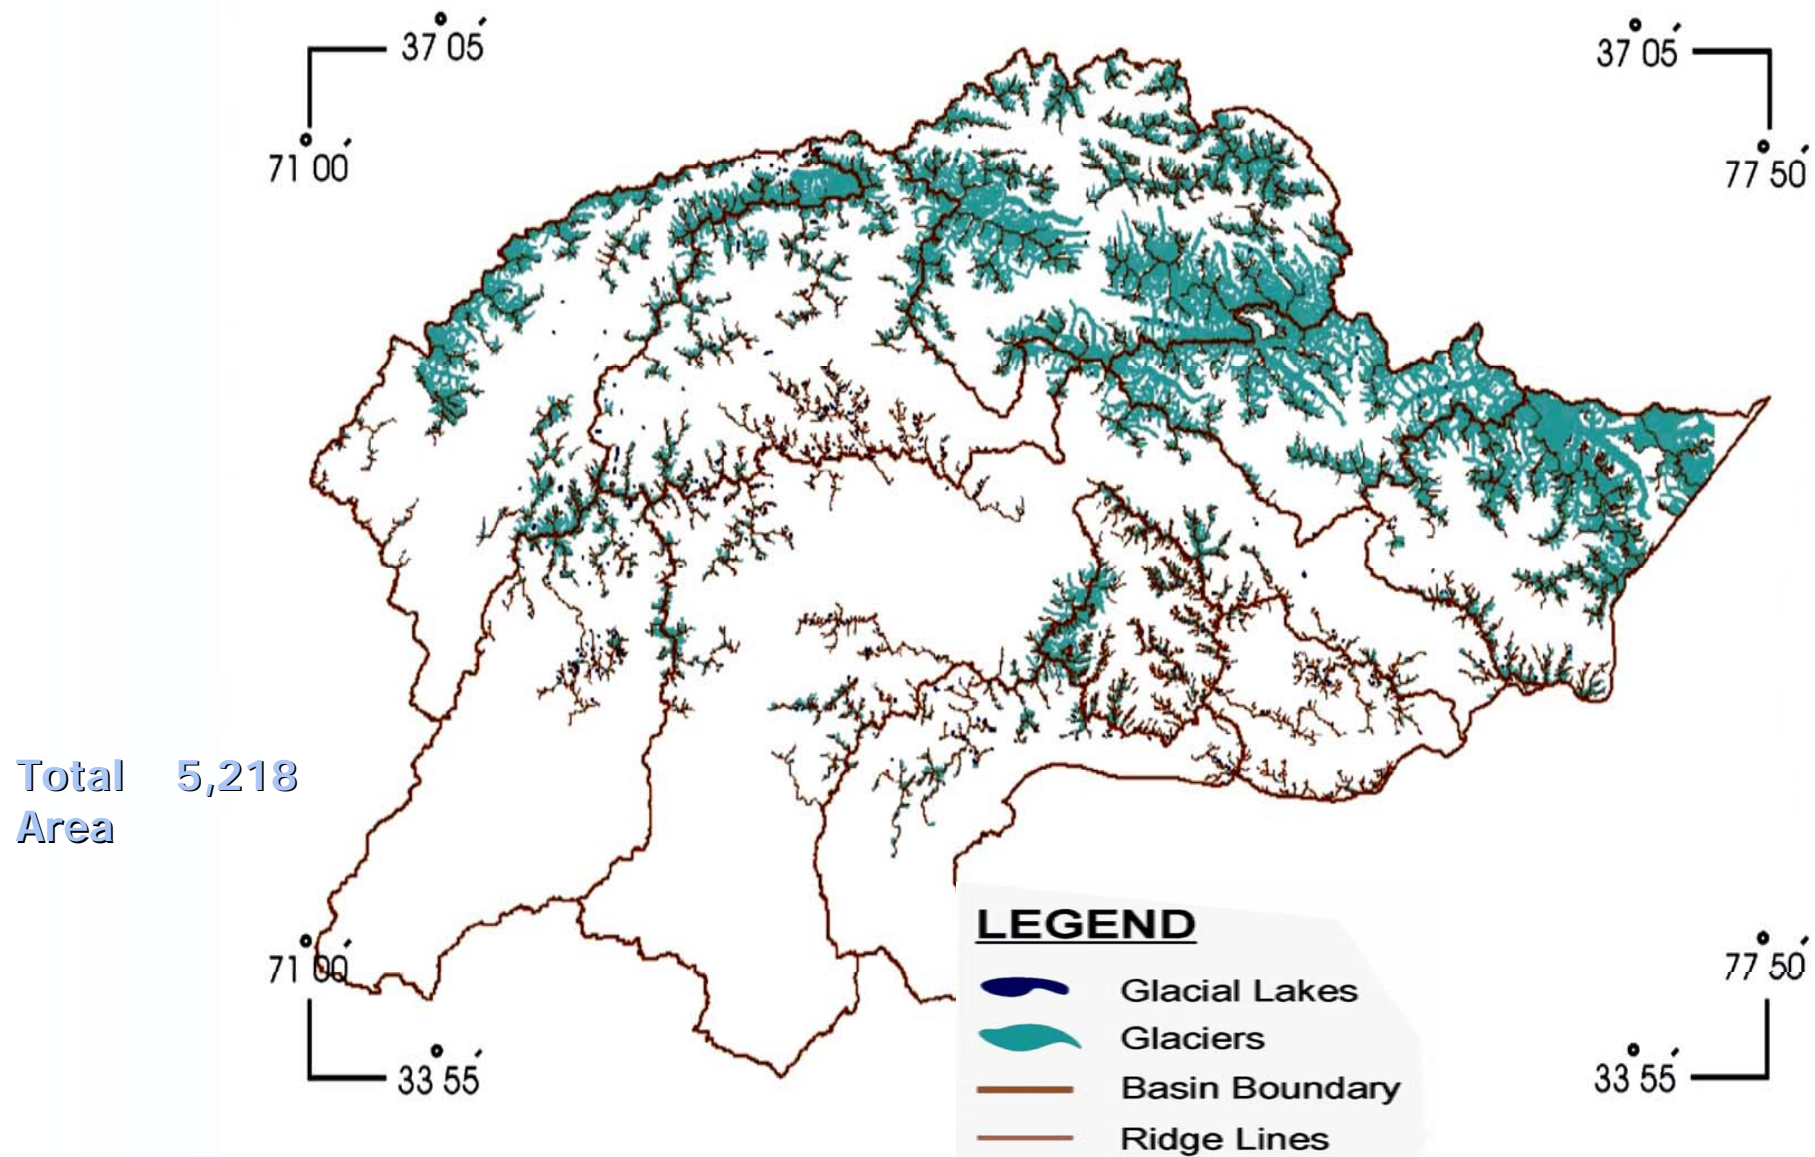 37°05′
37°05′
71°00′
77°50′
Total 5,218
Area
LEGEND
Glacial Lakes
Glaciers
Basin Boundary
Ridge Lines
71°00′
77°50′
33°55′
33°55′